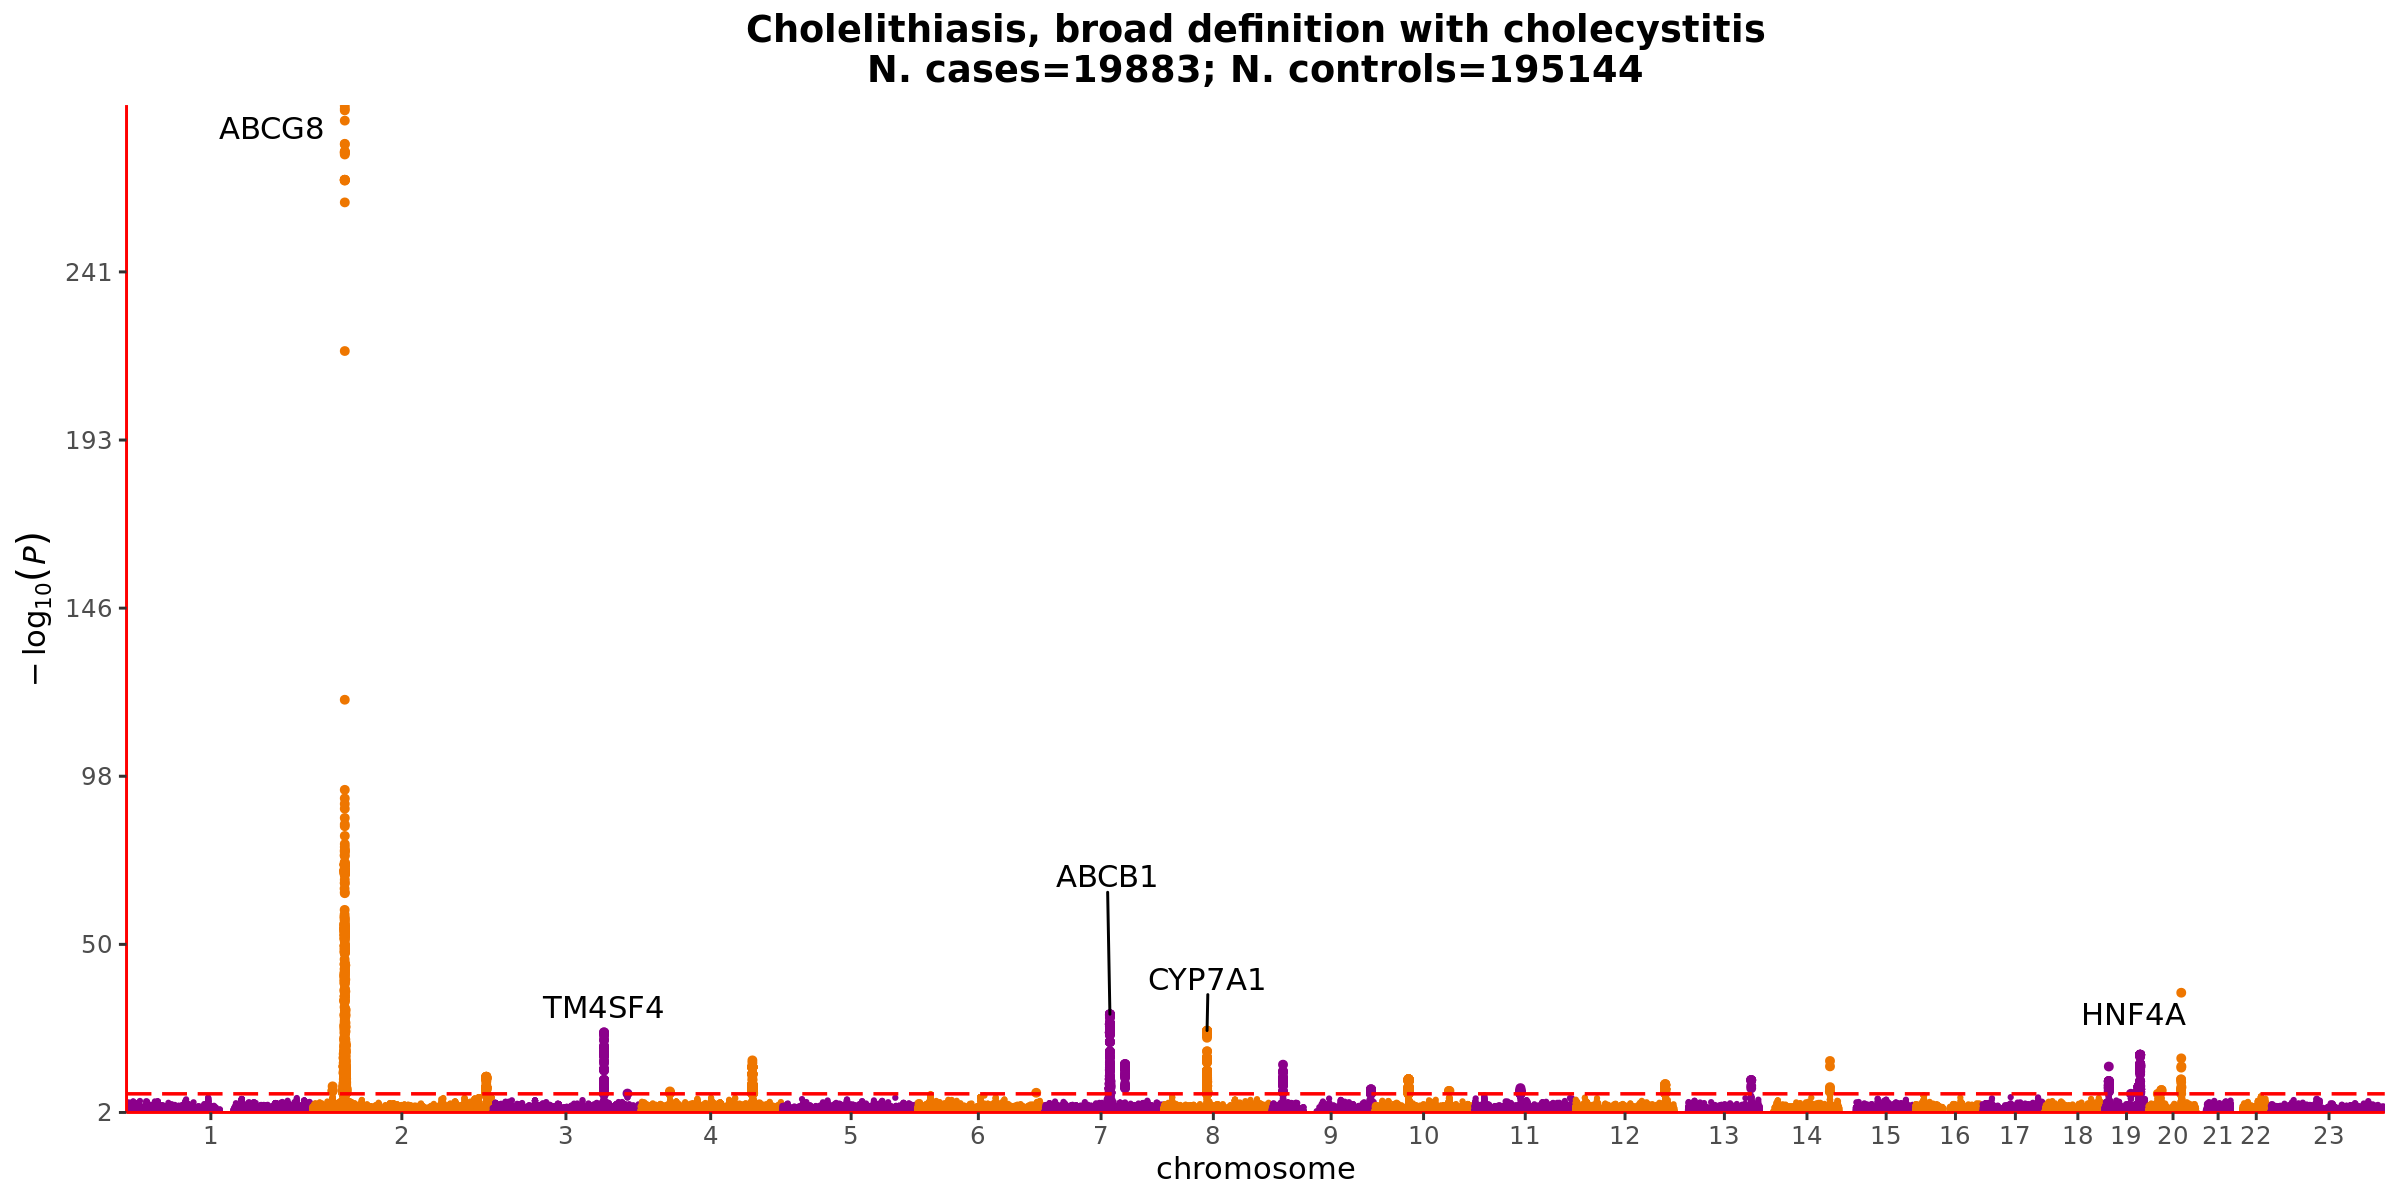 Cholelithiasis, broad definition with cholecystitis
N. cases=19883; N. controls=195144
ABCG8
241
193
146
98
50
2
− log10(P)
ABCB1
CYP7A1
TM4SF4
HNF4A
1 2 3 4 5 6 7 8 9 10 11 12 13 14 15 16 17 18 19 20 21 22 23
chromosome